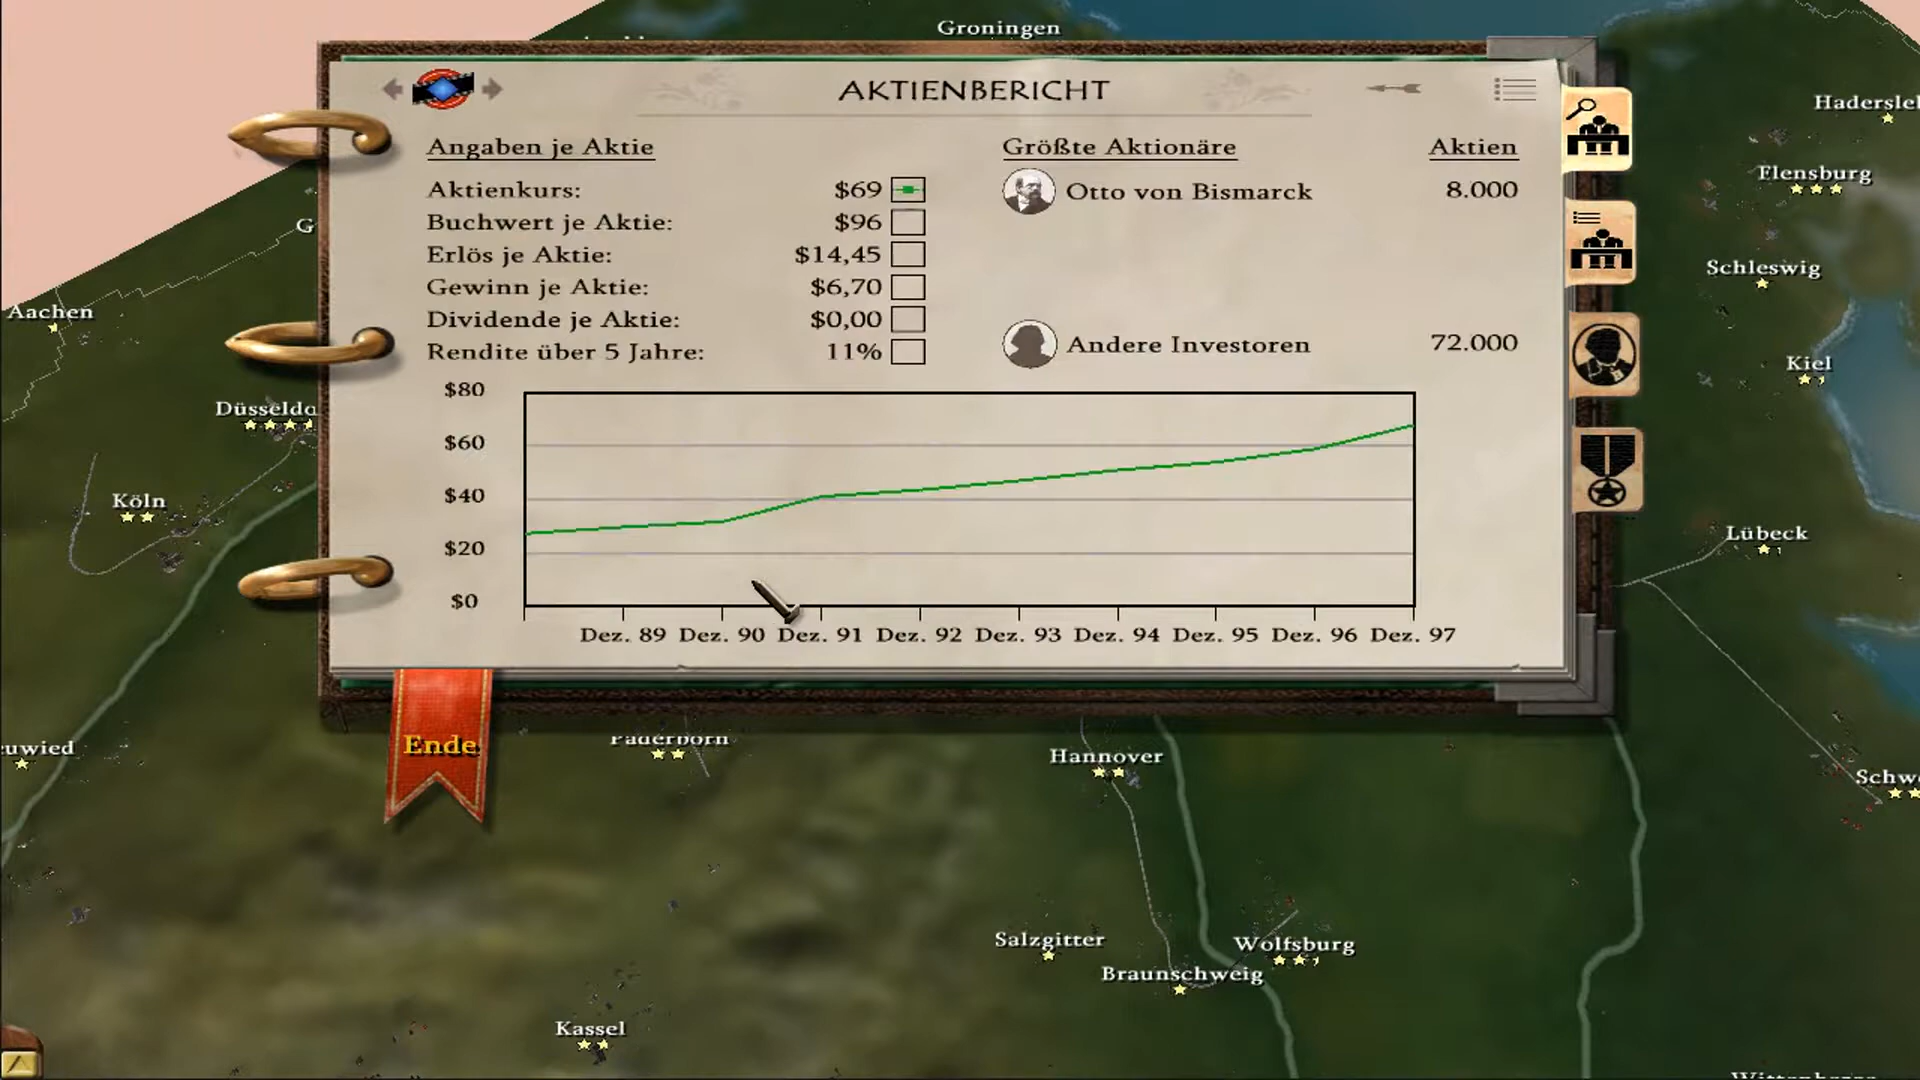 Groningen
AKTIENBERICHT
Angaben je Aktie
Größte Aktionäre
Aktien
Aktienkurs: $69
Otto von Bismarck 8.000
Buchwert je Aktie: $96
Erlös je Aktie: $14,45
Gewinn je Aktie: $6,70
Dividende je Aktie: $0,00
Andere Investoren 72.000
Rendite über 5 Jahre: 11%
$80
$60
$40
$20
$0
Dez. 89 Dez. 90 Dez. 91 Dez. 92 Dez. 93 Dez. 94 Dez. 95 Dez. 96 Dez. 97
Ende
Haderslel
Elensburg
Schleswig
Kiel
Lübeck
Schwe
Aachen
G
Düsseldo
Köln
euwied
Paderborn
Hannover
Salzgitter
Wolfsburg
Braunschweig
Kassel